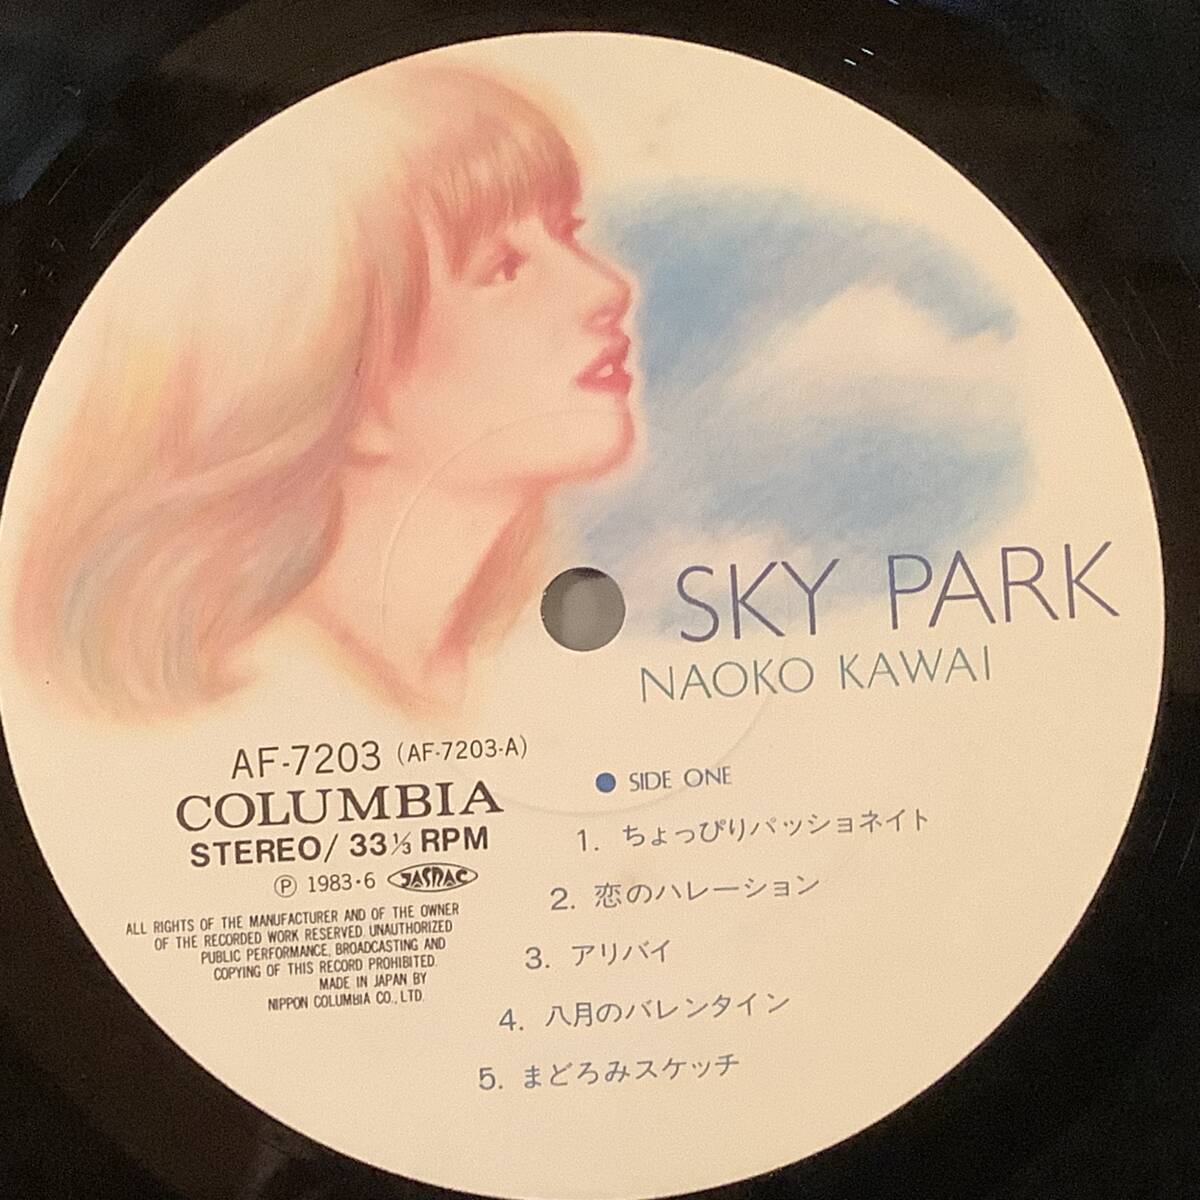 SKY PARK
NAOKO KAWAI
AF-7203 (AF-7203-A)
COLUMBIA
STEREO/ 33 1/3 RPM
Ⓟ 1983・6 JASRAC
ALL RIGHTS OF THE MANUFACTURER AND OF THE OWNER
OF THE RECORDED WORK RESERVED. UNAUTHORIZED
PUBLIC PERFORMANCE, BROADCASTING AND
COPYING OF THIS RECORD PROHIBITED.
MADE IN JAPAN BY
NIPPON COLUMBIA CO., LTD.
● SIDE ONE
1. ちょっぴりパッショネイト
2. 恋のハレーション
3. アリバイ
4. 八月のバレンタイン
5. まどろみスケッチ